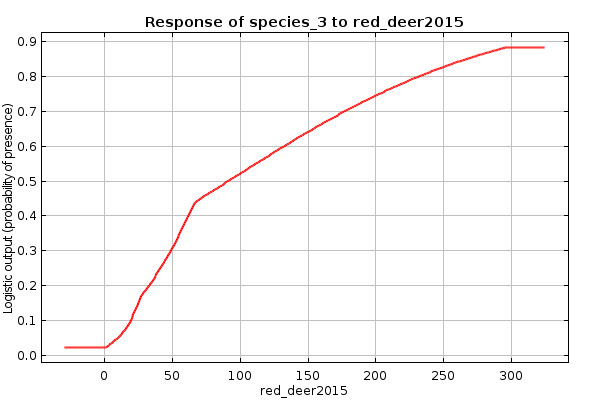 Response of species_3 to red_deer2015
Logistic output (probability of presence)
0.9
0.8
0.7
0.6
0.5
0.4
0.3
0.2
0.1
0.0
0 50 100 150 200 250 300
red_deer2015